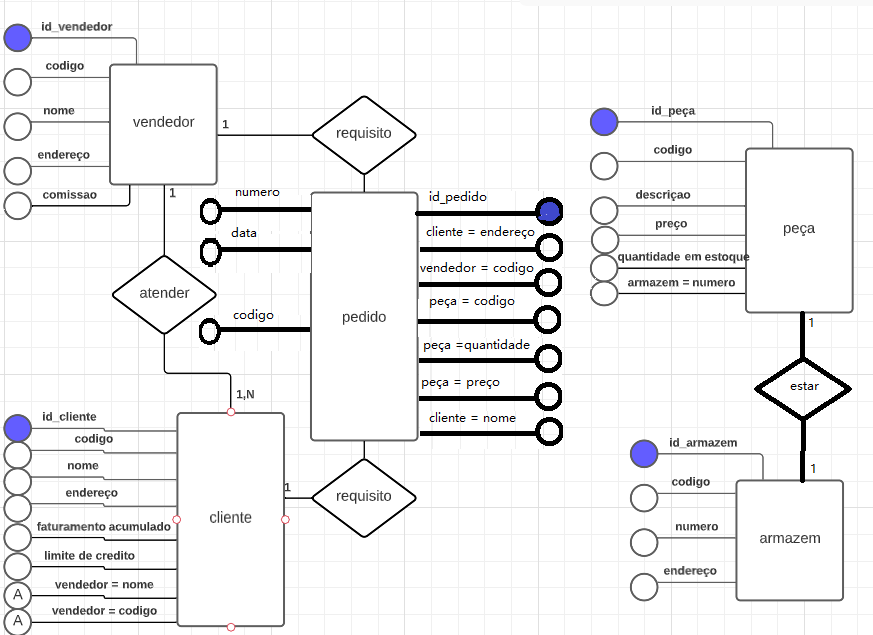 id_vendedor
codigo
nome
endereço
comissao
vendedor
1
1
requisito
numero
data
codigo
pedido
id_pedido
cliente = endereço
vendedor = codigo
peça = codigo
peça =quantidade
peça = preço
cliente = nome
atender
1,N
id_cliente
codigo
nome
endereço
faturamento acumulado
limite de credito
vendedor = nome
A
vendedor = codigo
A
cliente
1
requisito
id_peça
codigo
descriçao
preço
quantidade em estoque
armazem = numero
peça
1
estar
1
id_armazem
codigo
numero
endereço
armazem